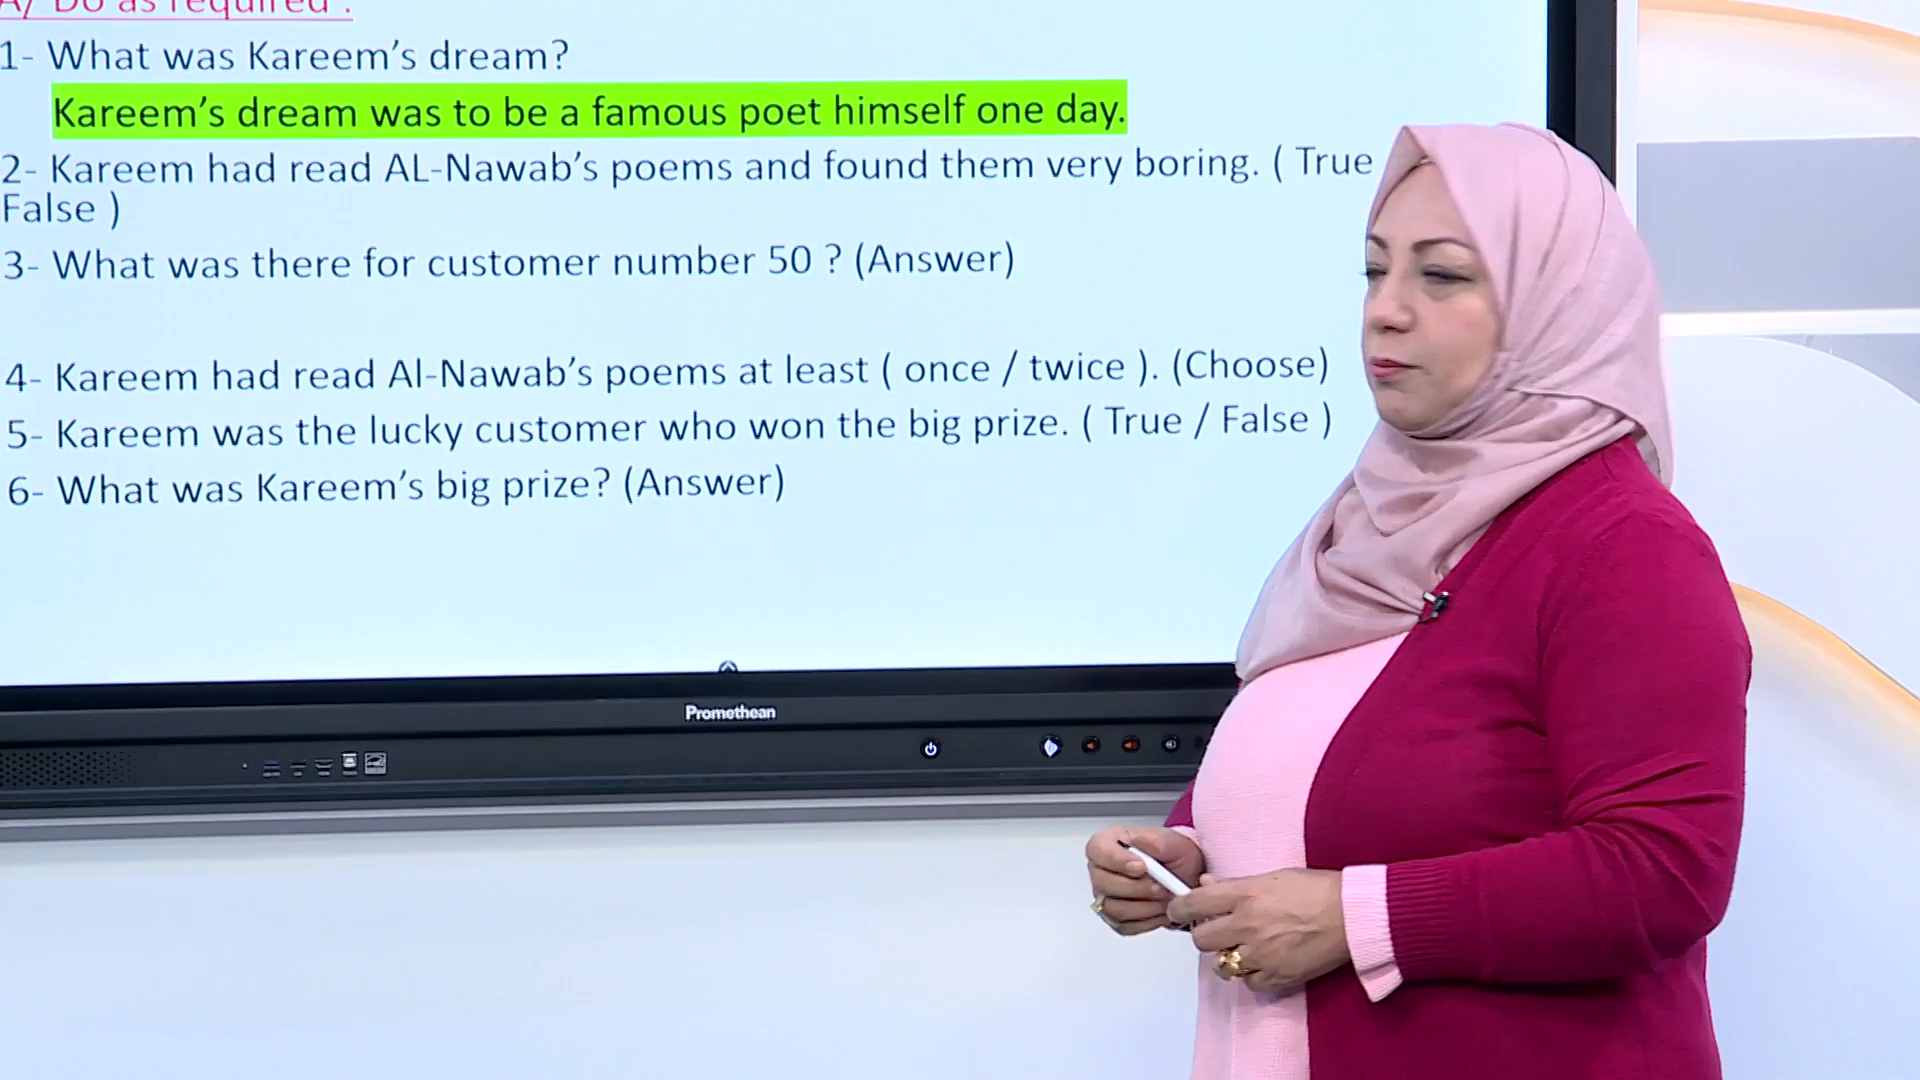 A/ Do as required :
1- What was Kareem’s dream?
Kareem’s dream was to be a famous poet himself one day.
2- Kareem had read AL-Nawab’s poems and found them very boring. ( True
False )
3- What was there for customer number 50 ? (Answer)
4- Kareem had read Al-Nawab’s poems at least ( once / twice ). (Choose)
5- Kareem was the lucky customer who won the big prize. ( True / False )
6- What was Kareem’s big prize? (Answer)
Promethean